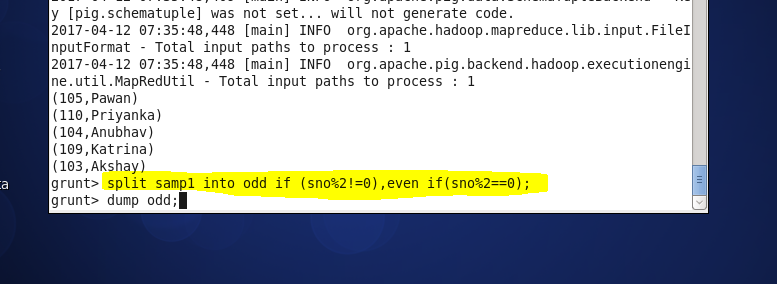 y [pig.schematuple] was not set... will not generate code.
2017-04-12 07:35:48,448 [main] INFO  org.apache.hadoop.mapreduce.lib.input.FileI
nputFormat - Total input paths to process : 1
2017-04-12 07:35:48,448 [main] INFO  org.apache.pig.backend.hadoop.executionengi
ne.util.MapRedUtil - Total input paths to process : 1
(105,Pawan)
(110,Priyanka)
(104,Anubhav)
(109,Katrina)
(103,Akshay)
grunt> split samp1 into odd if (sno%2!=0),even if(sno%2==0);
grunt> dump odd;
ta